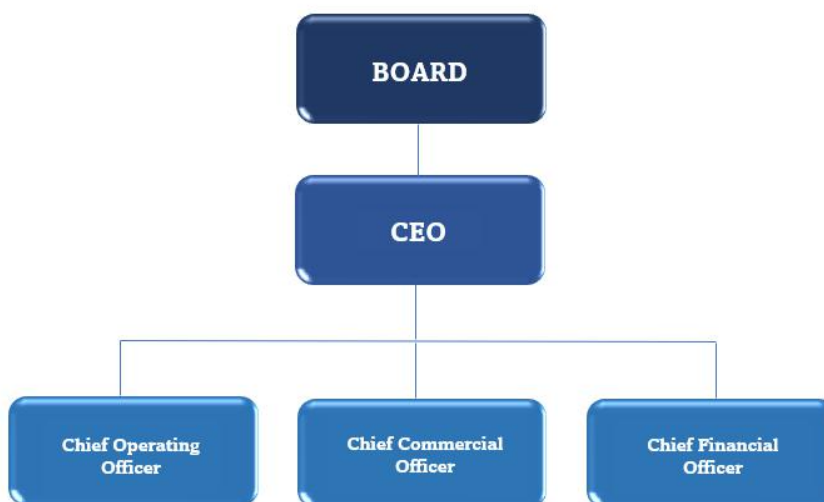 BOARD
CEO
Chief Operating
Officer
Chief Commercial
Officer
Chief Financial
Officer